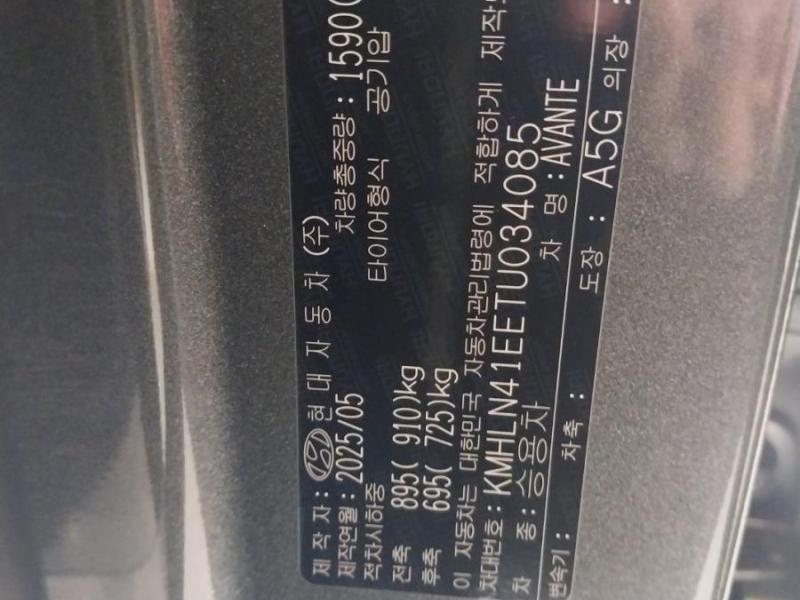 제 작 자 : 현 대 자 동 차 (주)
제작연월 : 2025/05 차량총중량 : 1590(
적차시하중 타이어형식 공기압
전축 895( 910)kg
후축 695( 725)kg
이 자동차는 대한민국 자동차관리법령에 적합하게 제작
차대번호 : KMHLN41EETU034085
차 종 : 승용차 차 명 : AVANTE
변속기 : 차축 : 도장 : A5G 의장 :